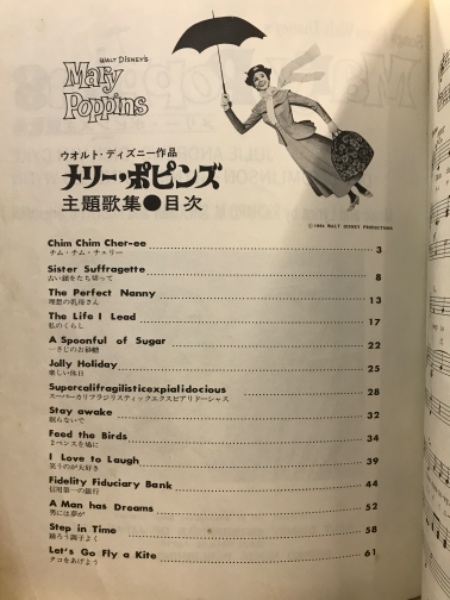 WALT DISNEY'S
Mary
Poppins
ウオルト・ディズニー作品
メリー・ポピンズ
主題歌集●目次
©1964 WALT DISNEY PRODUCTIONS
Chim Chim Cher-ee 3
チム・チム・チェリー
Sister Suffragette 8
古い鎖をたち切って
The Perfect Nanny 13
理想の乳母さん
The Life I Lead 17
私のくらし
A Spoonful of Sugar 22
一さじのお砂糖
Jolly Holiday 25
楽しい休日
Supercalifragilisticexpialidocious 28
スーパーカリフラジリスティックエクスピアリドーシャス
Stay awake 32
眠らないで
Feed the Birds 34
2ペンスを鳩に
I Love to Laugh 39
笑うのが大好き
Fidelity Fiduciary Bank 44
信用第一の銀行
A Man has Dreams 52
男には夢が
Step in Time 58
踊ろう調子よく
Let's Go Fly a Kite 61
タコをあげよう